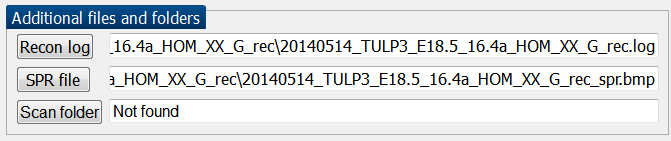 Additional files and folders
Recon log _16.4a_HOM_XX_G_rec\20140514_TULP3_E18.5_16.4a_HOM_XX_G_rec.log
SPR file a_HOM_XX_G_rec\20140514_TULP3_E18.5_16.4a_HOM_XX_G_rec_spr.bmp
Scan folder Not found